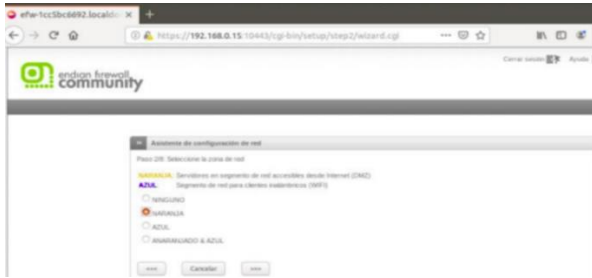 efw-1cc5bc6692.localdo
https://192.168.0.15:10443/cgi-bin/setup/step2/wizard.cgi
Cerrar sesión Ayuda
endian firewall
community
Asistente de configuración de red
Paso 2/8: Seleccione la zona de red
NARANJA: Servidores en segmento de red accesibles desde Internet (DMZ)
AZUL: Segmento de red para clientes inalámbricos (WIFI)
NINGUNO
NARANJA
AZUL
ANARANJADO & AZUL
<<< Cancelar >>>